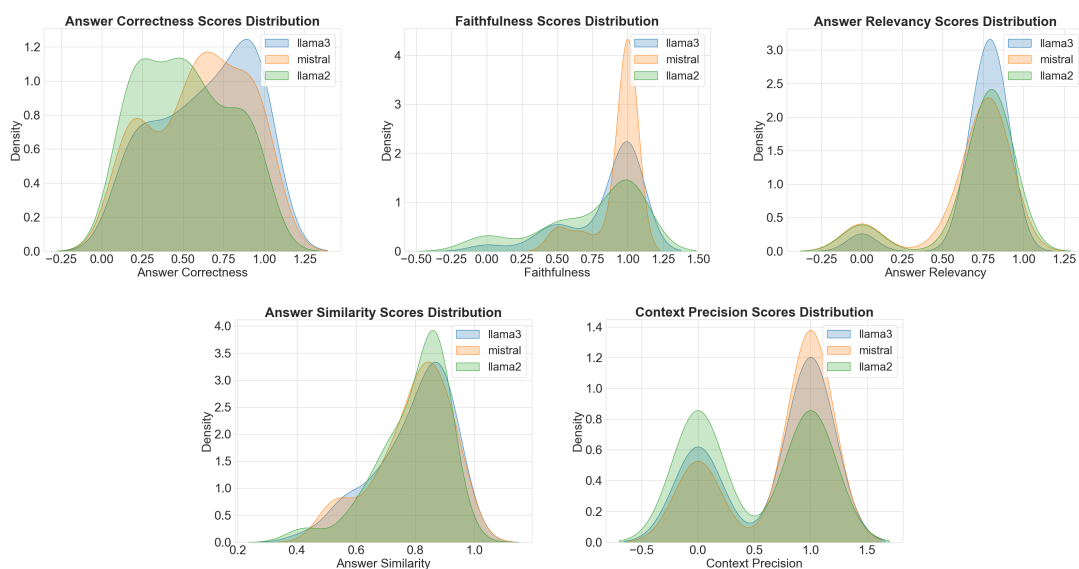 Answer Correctness Scores Distribution
Density
1.2
1.0
0.8
0.6
0.4
0.2
0.0
−0.25 0.00 0.25 0.50 0.75 1.00 1.25
Answer Correctness
llama3
mistral
llama2
Faithfulness Scores Distribution
Density
4
3
2
1
0
−0.50 −0.25 0.00 0.25 0.50 0.75 1.00 1.25 1.50
Faithfulness
llama3
mistral
llama2
Answer Relevancy Scores Distribution
Density
3.0
2.5
2.0
1.5
1.0
0.5
0.0
−0.25 0.00 0.25 0.50 0.75 1.00 1.25
Answer Relevancy
llama3
mistral
llama2
Answer Similarity Scores Distribution
Density
4.0
3.5
3.0
2.5
2.0
1.5
1.0
0.5
0.0
0.2 0.4 0.6 0.8 1.0
Answer Similarity
llama3
mistral
llama2
Context Precision Scores Distribution
Density
1.4
1.2
1.0
0.8
0.6
0.4
0.2
0.0
−0.5 0.0 0.5 1.0 1.5
Context Precision
llama3
mistral
llama2